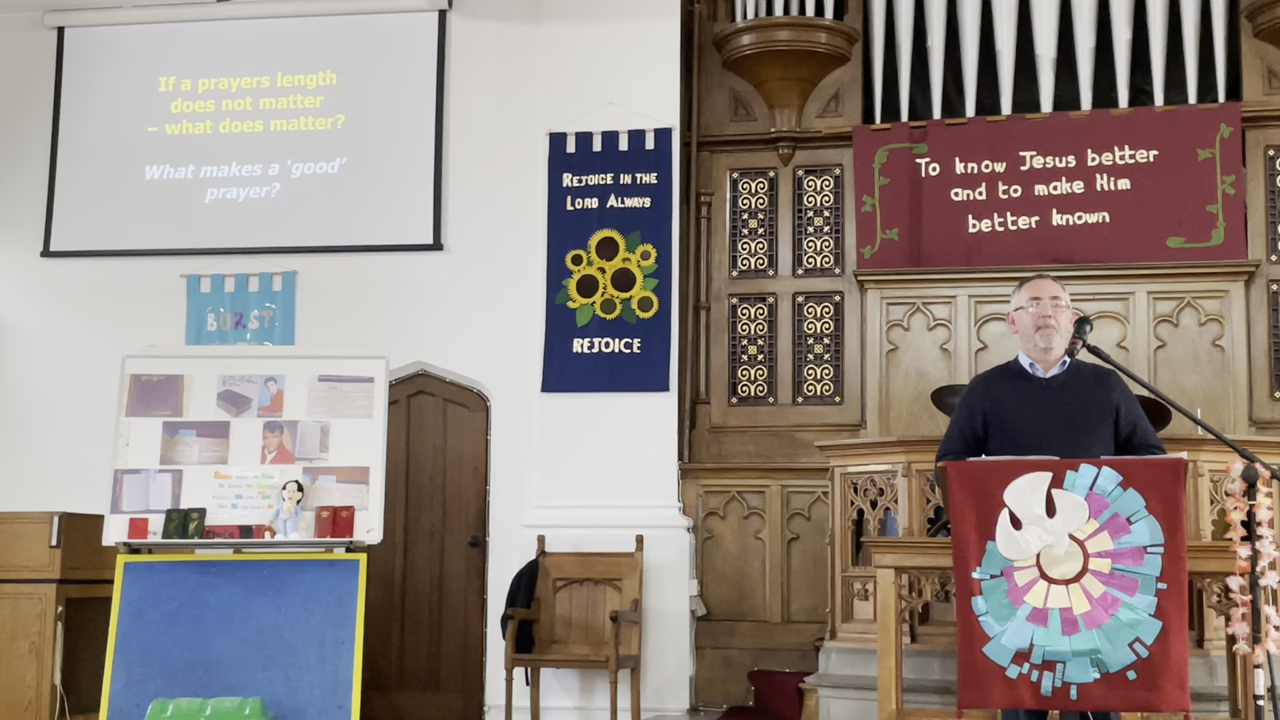 If a prayers length
does not matter
– what does matter?
What makes a ‘good’
prayer?
BURST
REJOICE IN THE
LORD ALWAYS
REJOICE
To know Jesus better
and to make Him
better known